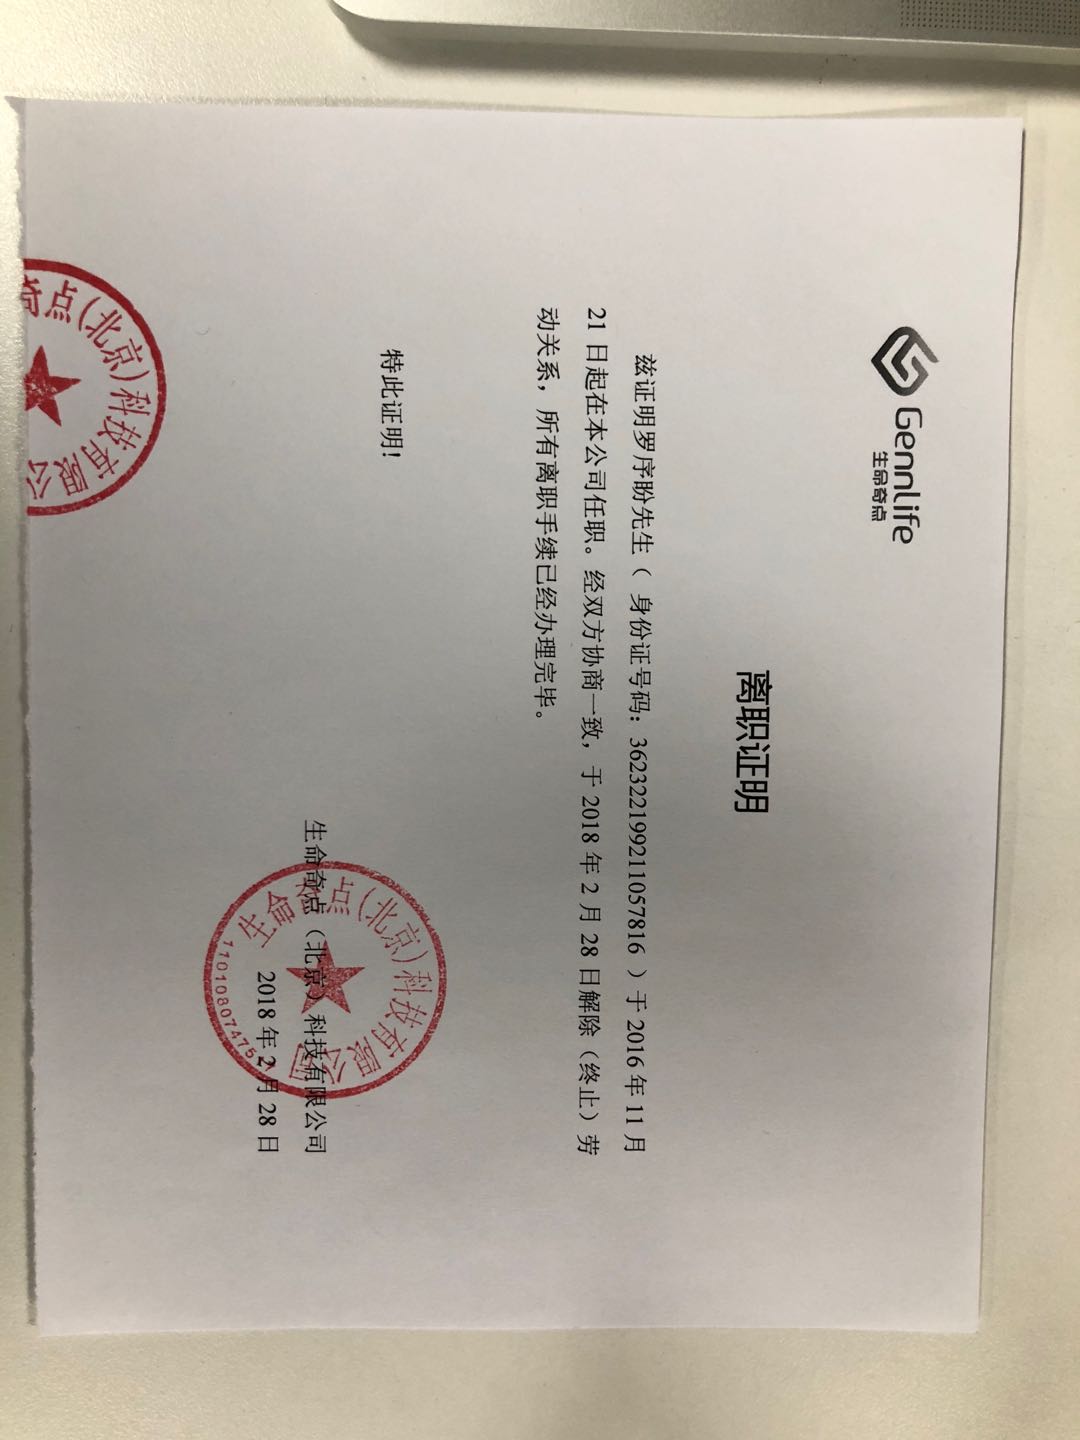 Gennlife
生命奇点
离职证明
兹证明罗序盼先生（ 身份证号码：362322199211057816 ）于 2016 年 11 月
21 日起在本公司任职。经双方协商一致，于 2018 年 2 月 28 日解除（终止）劳
动关系，所有离职手续已经办理完毕。
特此证明!
生命奇点（北京）科技有限公司
2018 年 2 月 28 日
生命奇点(北京)科技有限公司
奇点(北京)科技有限公